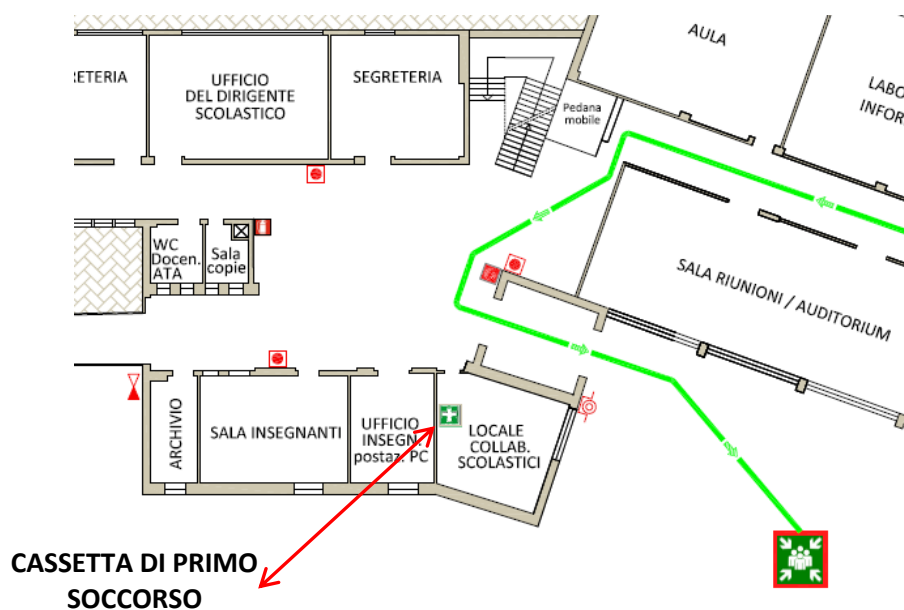 RETERIA
UFFICIO
DEL DIRIGENTE
SCOLASTICO
SEGRETERIA
Pedana
mobile
AULA
LABO
INFOR
WC
Docen.
ATA
Sala
copie
SALA RIUNIONI / AUDITORIUM
ARCHIVIO
SALA INSEGNANTI
UFFICIO
INSEGN.
postaz. PC
LOCALE
COLLAB.
SCOLASTICI
CASSETTA DI PRIMO
SOCCORSO